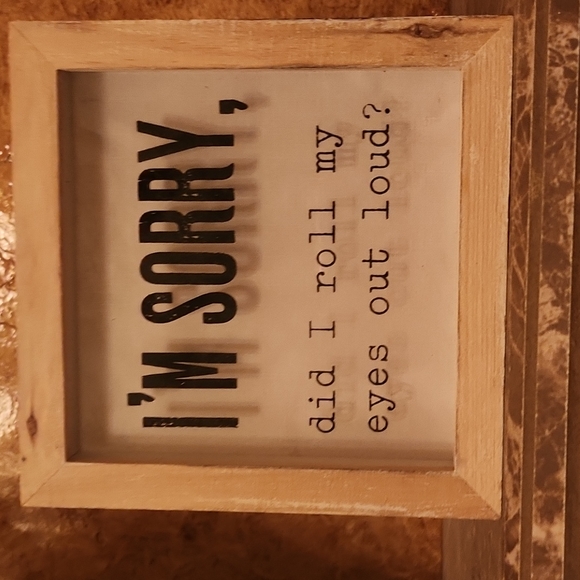 I'M SORRY,
did I roll my
eyes out loud?